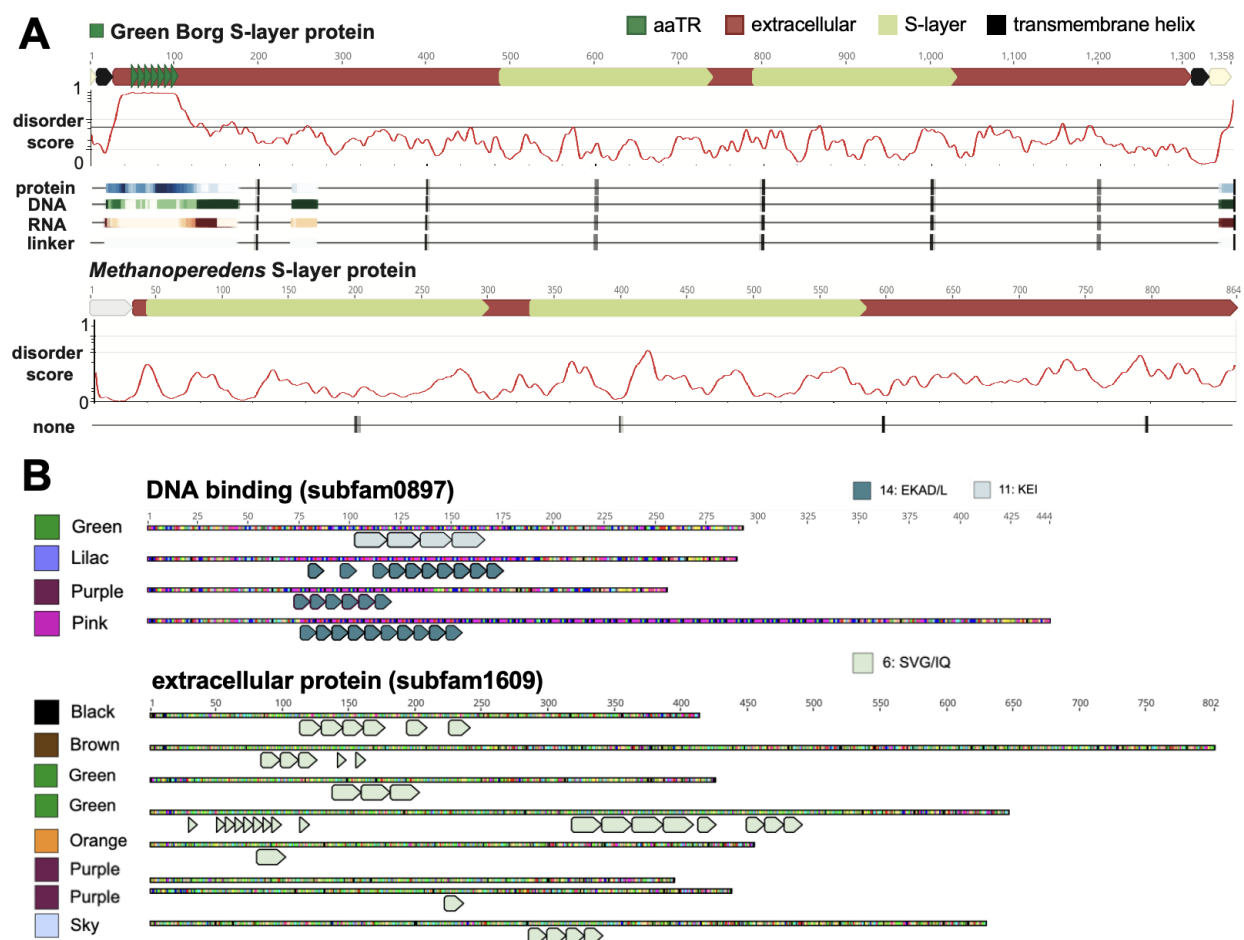 A
Green Borg S-layer protein
aaTR extracellular S-layer transmembrane helix
1 100 200 300 400 500 600 700 800 900 1,000 1,100 1,200 1,300 1,358
1
disorder
score
0
protein
DNA
RNA
linker
Methanoperedens S-layer protein
1 50 100 150 200 250 300 350 400 450 500 550 600 650 700 750 800 864
1
disorder
score
0
none
B
DNA binding (subfam0897)
14: EKAD/L 11: KEI
1 25 50 75 100 125 150 175 200 225 250 275 300 325 350 375 400 425 444
Green
Lilac
Purple
Pink
6: SVG/IQ
extracellular protein (subfam1609)
1 50 100 150 200 250 300 350 400 450 500 550 600 650 700 750 802
Black
Brown
Green
Green
Orange
Purple
Purple
Sky